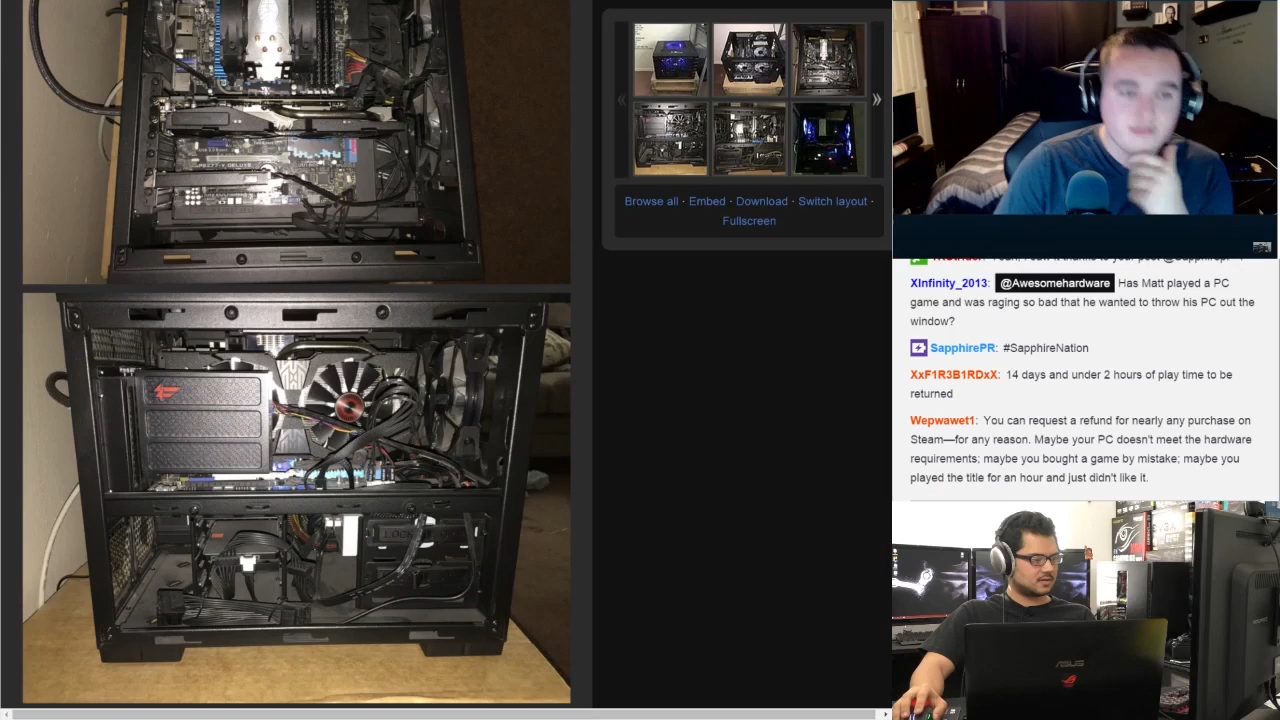 Browse all · Embed · Download · Switch layout ·
Fullscreen
XInfinity_2013: @Awesomehardware Has Matt played a PC
game and was raging so bad that he wanted to throw his PC out the
window?
SapphirePR: #SapphireNation
XxF1R3B1RDxX: 14 days and under 2 hours of play time to be
returned
Wepwawet1: You can request a refund for nearly any purchase on
Steam—for any reason. Maybe your PC doesn't meet the hardware
requirements; maybe you bought a game by mistake; maybe you
played the title for an hour and just didn't like it.
ASUS